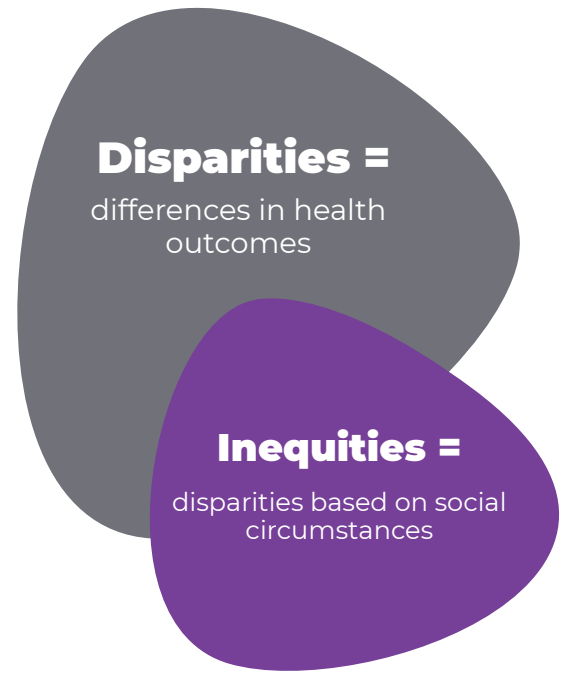 Disparities =
differences in health
outcomes
Inequities =
disparities based on social
circumstances